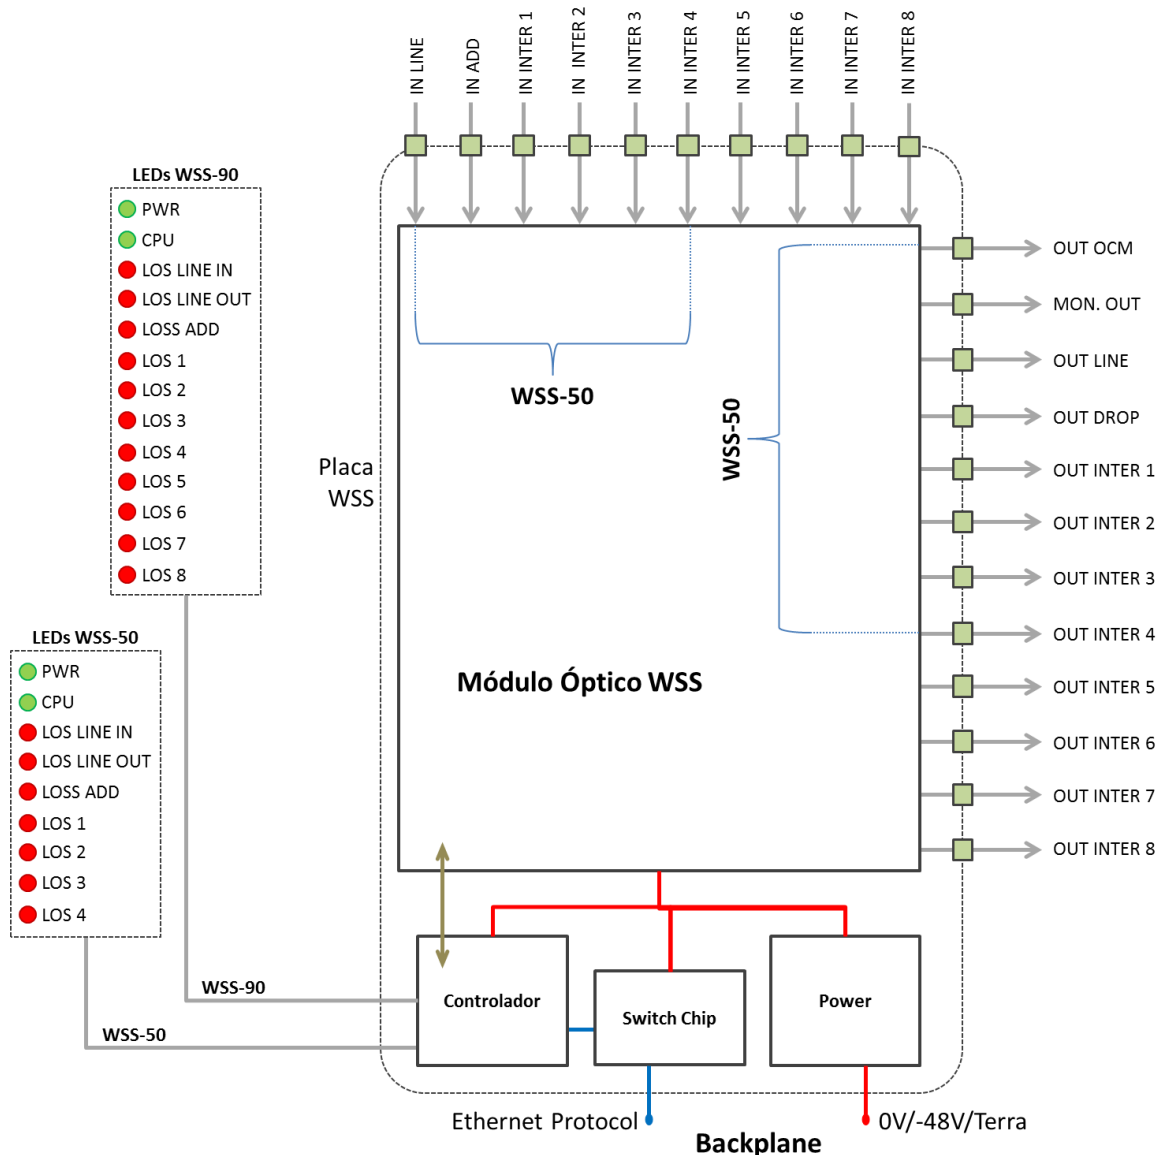 IN LINE
IN ADD
IN INTER 1
IN INTER 2
IN INTER 3
IN INTER 4
IN INTER 5
IN INTER 6
IN INTER 7
IN INTER 8
LEDs WSS-90
PWR
CPU
LOS LINE IN
LOS LINE OUT
LOSS ADD
LOS 1
LOS 2
LOS 3
LOS 4
LOS 5
LOS 6
LOS 7
LOS 8
LEDs WSS-50
PWR
CPU
LOS LINE IN
LOS LINE OUT
LOSS ADD
LOS 1
LOS 2
LOS 3
LOS 4
WSS-90
WSS-50
Placa
WSS
WSS-50
WSS-50
Módulo Óptico WSS
OUT OCM
MON. OUT
OUT LINE
OUT DROP
OUT INTER 1
OUT INTER 2
OUT INTER 3
OUT INTER 4
OUT INTER 5
OUT INTER 6
OUT INTER 7
OUT INTER 8
Controlador
Switch Chip
Power
Ethernet Protocol
0V/-48V/Terra
Backplane